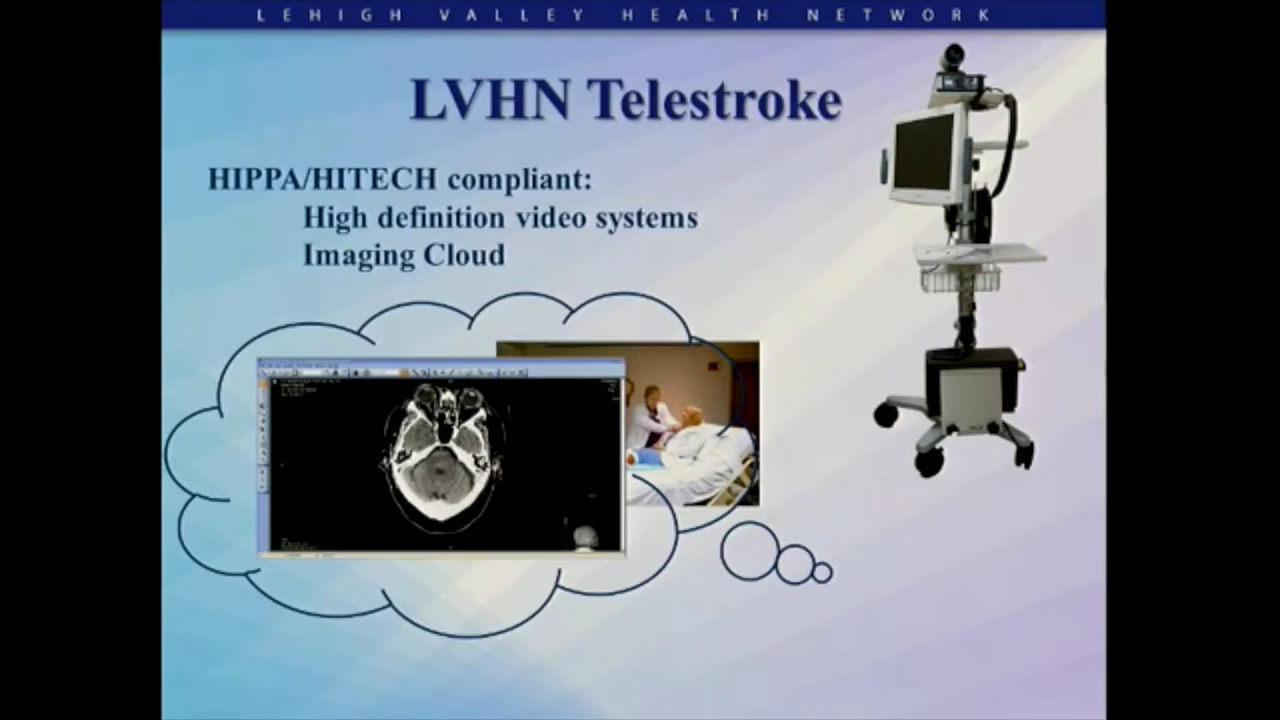 LEHIGH VALLEY HEALTH NETWORK
LVHN Telestroke
HIPPA/HITECH compliant:
High definition video systems
Imaging Cloud